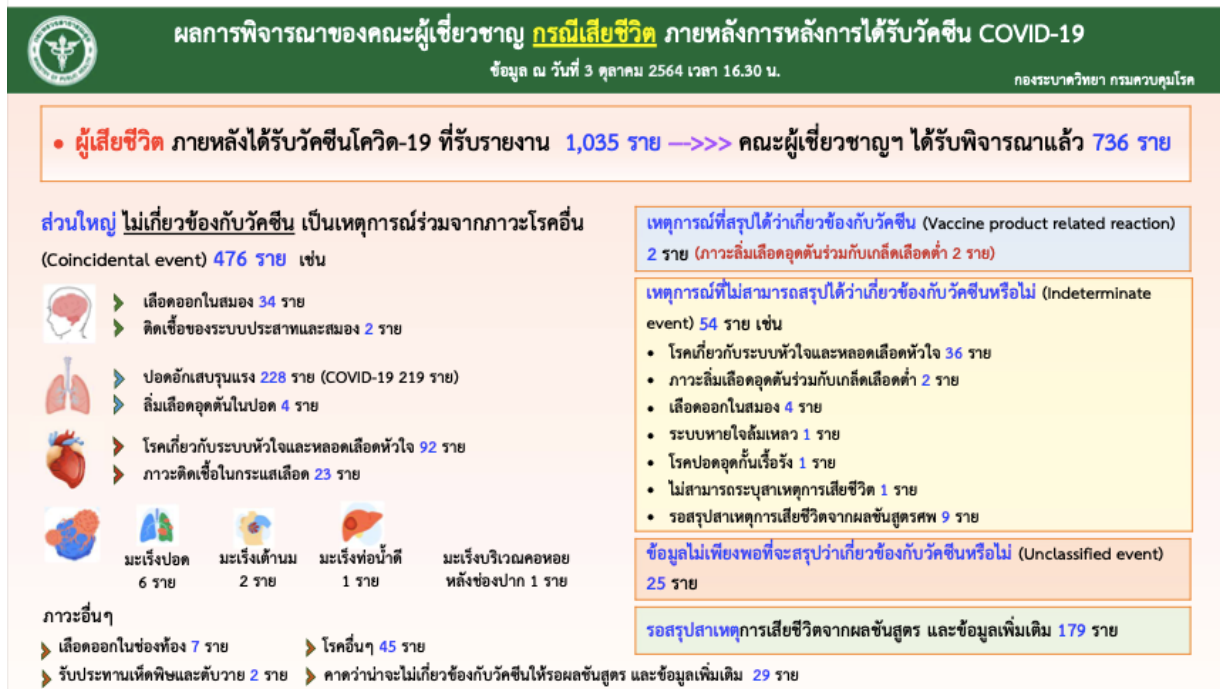 ผลการพิจารณาของคณะผู้เชี่ยวชาญ กรณีเสียชีวิต ภายหลังการหลังการได้รับวัคซีน COVID-19
ข้อมูล ณ วันที่ 3 ตุลาคม 2564 เวลา 16.30 น.
กองระบาดวิทยา กรมควบคุมโรค
• ผู้เสียชีวิต ภายหลังได้รับวัคซีนโควิด-19 ที่รับรายงาน 1,035 ราย --->>> คณะผู้เชี่ยวชาญฯ ได้รับพิจารณาแล้ว 736 ราย
ส่วนใหญ่ ไม่เกี่ยวข้องกับวัคซีน เป็นเหตุการณ์ร่วมจากภาวะโรคอื่น
(Coincidental event) 476 ราย เช่น
เลือดออกในสมอง 34 ราย
ติดเชื้อของระบบประสาทและสมอง 2 ราย
ปอดอักเสบรุนแรง 228 ราย (COVID-19 219 ราย)
ลิ่มเลือดอุดตันในปอด 4 ราย
โรคเกี่ยวกับระบบหัวใจและหลอดเลือดหัวใจ 92 ราย
ภาวะติดเชื้อในกระแสเลือด 23 ราย
มะเร็งปอด
6 ราย
มะเร็งเต้านม
2 ราย
มะเร็งท่อน้ำดี
1 ราย
มะเร็งบริเวณคอหอย
หลังช่องปาก 1 ราย
ภาวะอื่นๆ
เลือดออกในช่องท้อง 7 ราย
โรคอื่นๆ 45 ราย
รับประทานเห็ดพิษและตับวาย 2 ราย
คาดว่าน่าจะไม่เกี่ยวข้องกับวัคซีนให้รอผลชันสูตร และข้อมูลเพิ่มเติม 29 ราย
เหตุการณ์ที่สรุปได้ว่าเกี่ยวข้องกับวัคซีน (Vaccine product related reaction)
2 ราย (ภาวะลิ่มเลือดอุดตันร่วมกับเกล็ดเลือดต่ำ 2 ราย)
เหตุการณ์ที่ไม่สามารถสรุปได้ว่าเกี่ยวข้องกับวัคซีนหรือไม่ (Indeterminate
event) 54 ราย เช่น
• โรคเกี่ยวกับระบบหัวใจและหลอดเลือดหัวใจ 36 ราย
• ภาวะลิ่มเลือดอุดตันร่วมกับเกล็ดเลือดต่ำ 2 ราย
• เลือดออกในสมอง 4 ราย
• ระบบหายใจล้มเหลว 1 ราย
• โรคปอดอุดกั้นเรื้อรัง 1 ราย
• ไม่สามารถระบุสาเหตุการเสียชีวิต 1 ราย
• รอสรุปสาเหตุการเสียชีวิตจากผลชันสูตรศพ 9 ราย
ข้อมูลไม่เพียงพอที่จะสรุปว่าเกี่ยวข้องกับวัคซีนหรือไม่ (Unclassified event)
25 ราย
รอสรุปสาเหตุการเสียชีวิตจากผลชันสูตร และข้อมูลเพิ่มเติม 179 ราย